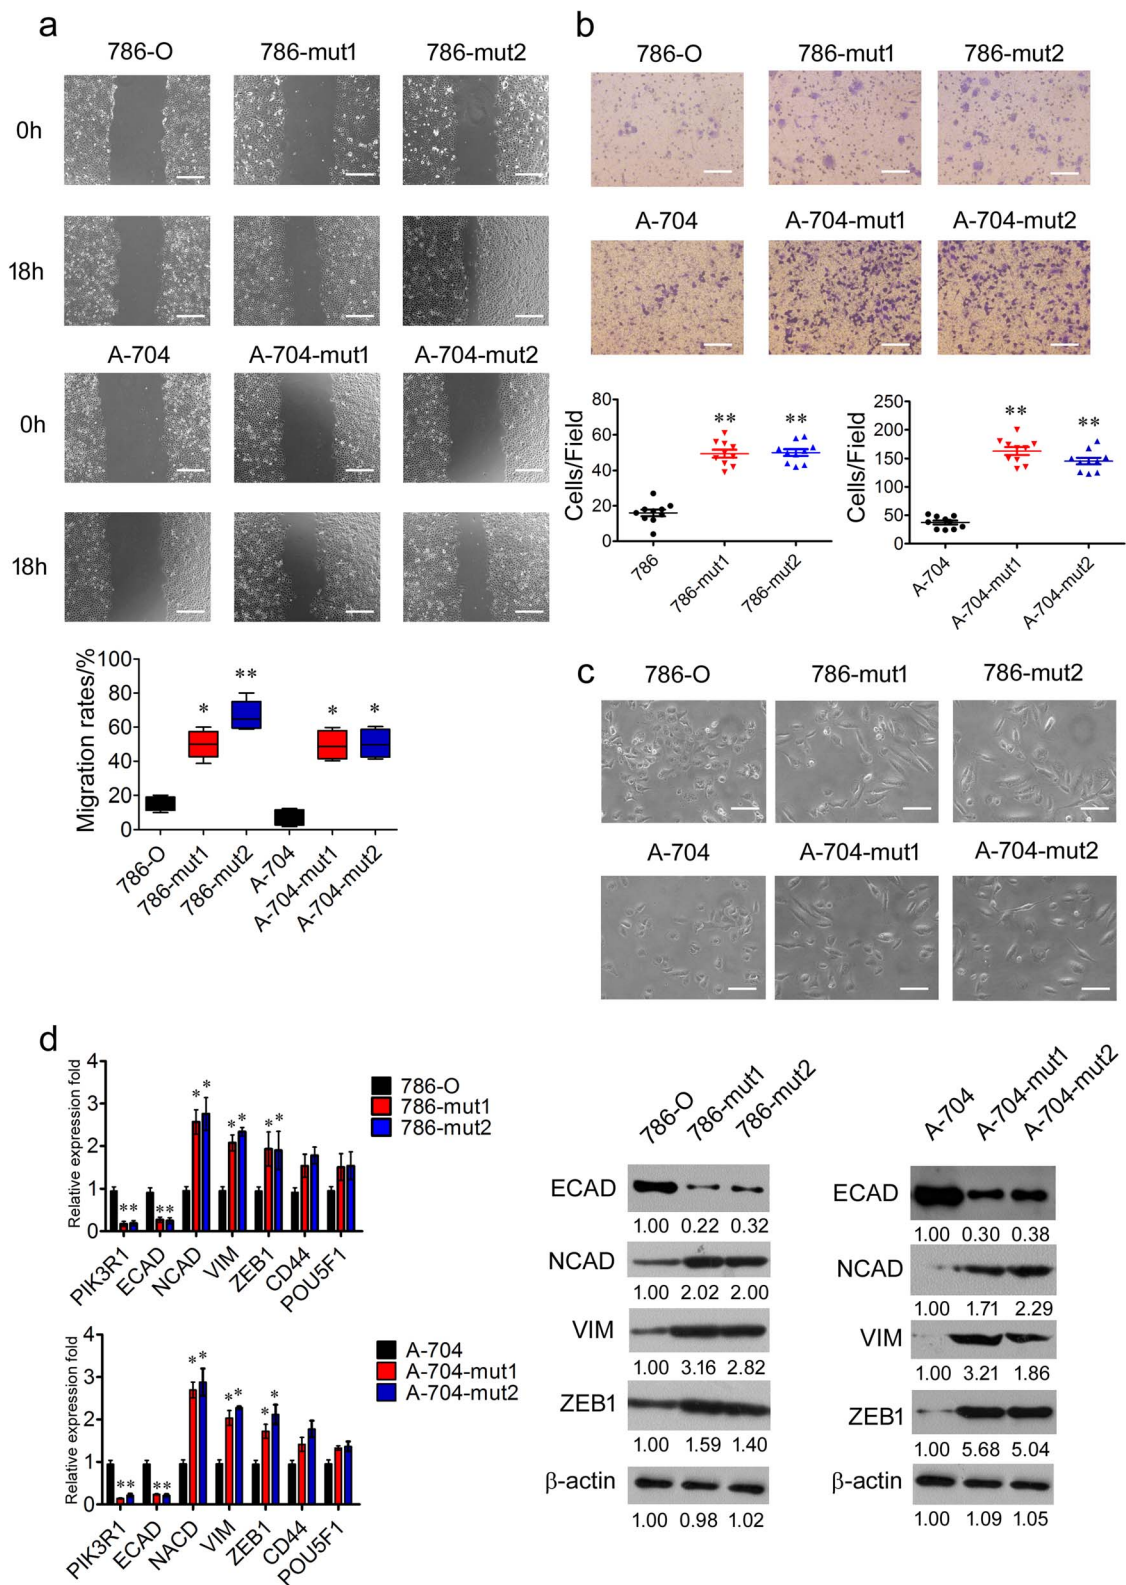 a
786-O 786-mut1 786-mut2
0h
18h
A-704 A-704-mut1 A-704-mut2
0h
18h
Migration rates/%
100
80
60
40
20
0
* ** * *
786-O 786-mut1 786-mut2 A-704 A-704-mut1 A-704-mut2
b
786-O 786-mut1 786-mut2
A-704 A-704-mut1 A-704-mut2
Cells/Field
80
60
40
20
0
** **
786 786-mut1 786-mut2
Cells/Field
250
200
150
100
50
0
** **
A-704 A-704-mut1 A-704-mut2
c
786-O 786-mut1 786-mut2
A-704 A-704-mut1 A-704-mut2
d
Relative expression fold
4
3
2
1
0
** ** * * * * * *
PIK3R1 ECAD NCAD VIM ZEB1 CD44 POU5F1
786-O
786-mut1
786-mut2
Relative expression fold
4
3
2
1
0
** ** * * * * * *
PIK3R1 ECAD NACD VIM ZEB1 CD44 POU5F1
A-704
A-704-mut1
A-704-mut2
786-O 786-mut1 786-mut2
ECAD
1.00 0.22 0.32
NCAD
1.00 2.02 2.00
VIM
1.00 3.16 2.82
ZEB1
1.00 1.59 1.40
β-actin
1.00 0.98 1.02
A-704 A-704-mut1 A-704-mut2
ECAD
1.00 0.30 0.38
NCAD
1.00 1.71 2.29
VIM
1.00 3.21 1.86
ZEB1
1.00 5.68 5.04
β-actin
1.00 1.09 1.05